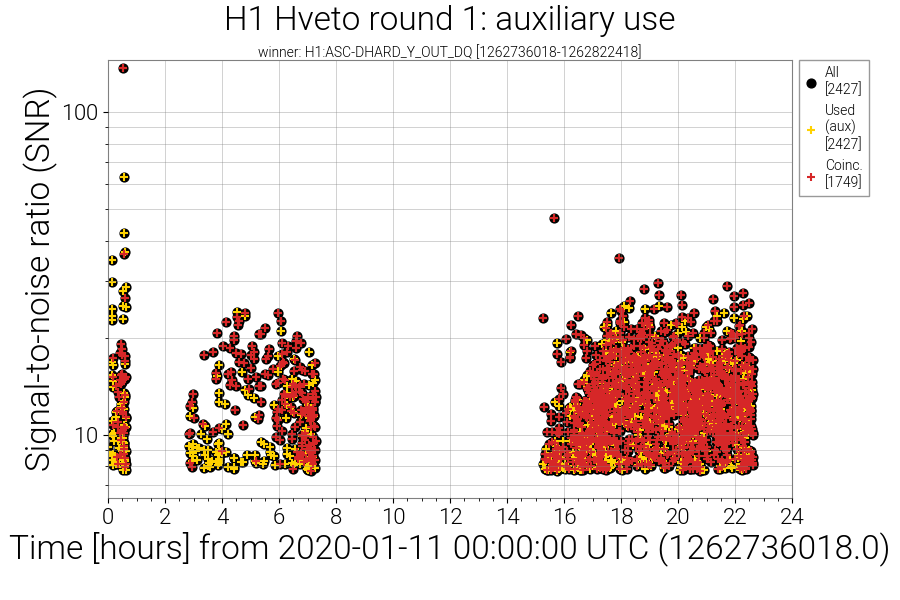 H1 Hveto round 1: auxiliary use
winner: H1:ASC-DHARD_Y_OUT_DQ [1262736018-1262822418]
Signal-to-noise ratio (SNR)
100
10
All
[2427]
Used
(aux)
[2427]
Coinc.
[1749]
0 2 4 6 8 10 12 14 16 18 20 22 24
Time [hours] from 2020-01-11 00:00:00 UTC (1262736018.0)